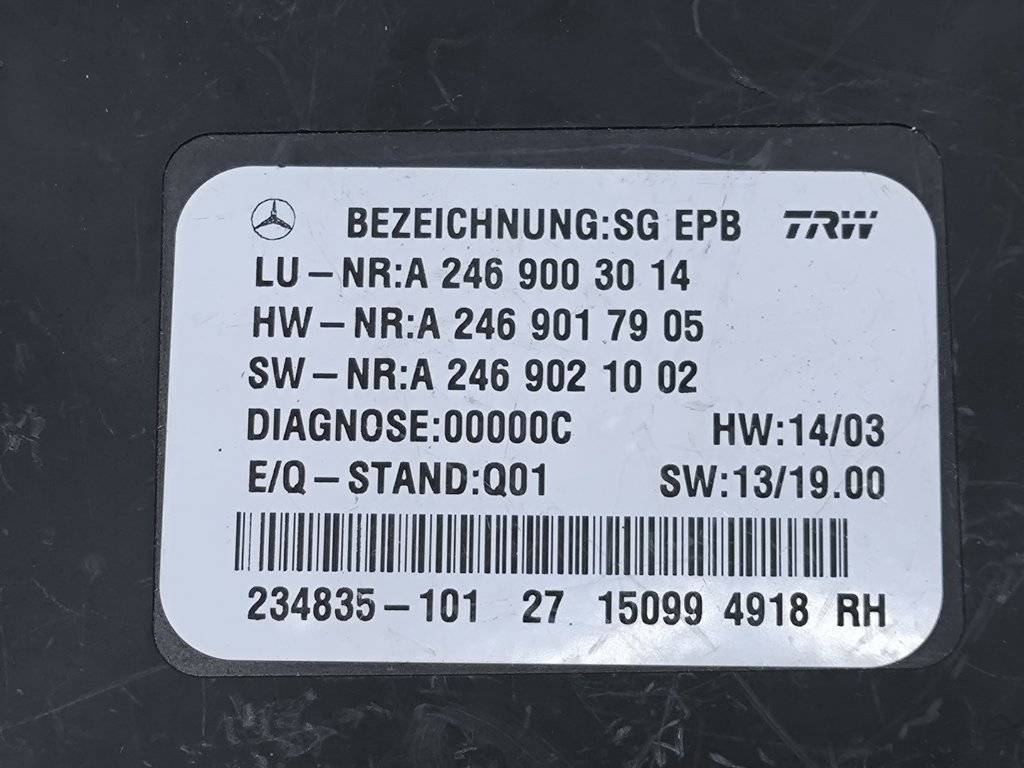 BEZEICHNUNG:SG EPB TRW
LU-NR:A 246 900 30 14
HW-NR:A 246 901 79 05
SW-NR:A 246 902 10 02
DIAGNOSE:00000C HW:14/03
E/Q-STAND:Q01 SW:13/19.00
234835-101 27 15099 4918 RH